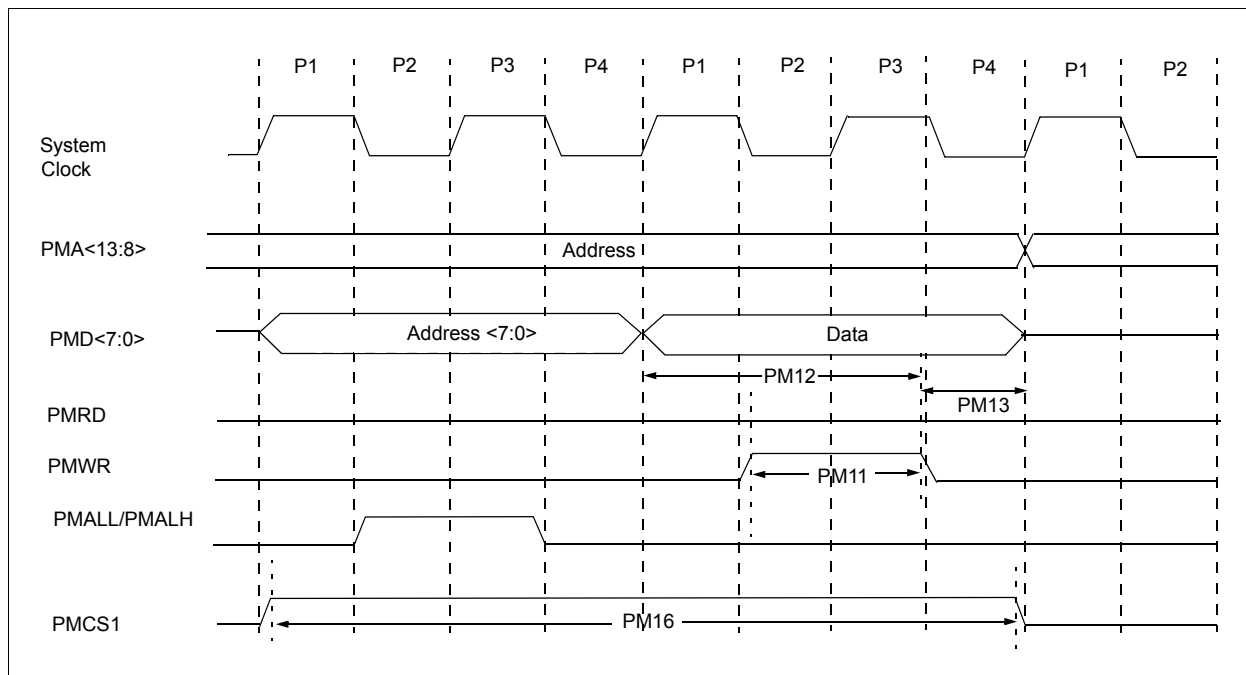 P1 P2 P3 P4 P1 P2 P3 P4 P1 P2
System
Clock
PMA<13:8>
Address
PMD<7:0>
Address <7:0>
Data
PM12
PM13
PMRD
PMWR
PM11
PMALL/PMALH
PMCS1
PM16